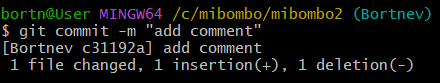 bortn@User MINGW64 /c/mibombo/mibombo2 (Bortnev)
$ git commit -m "add comment"
[Bortnev c31192a] add comment
 1 file changed, 1 insertion(+), 1 deletion(-)